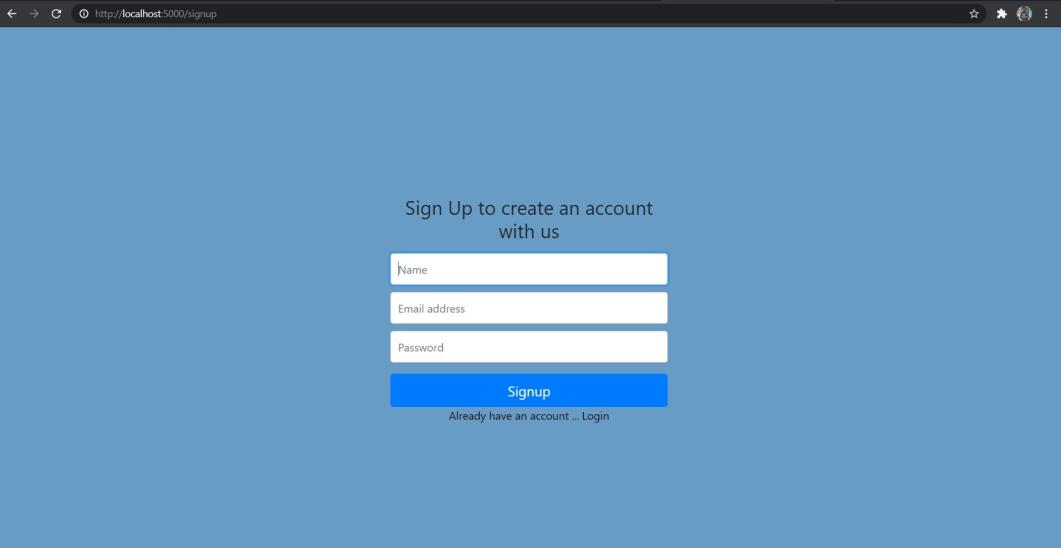 http://localhost:5000/signup
Sign Up to create an account
with us
Name
Email address
Password
Signup
Already have an account ... Login